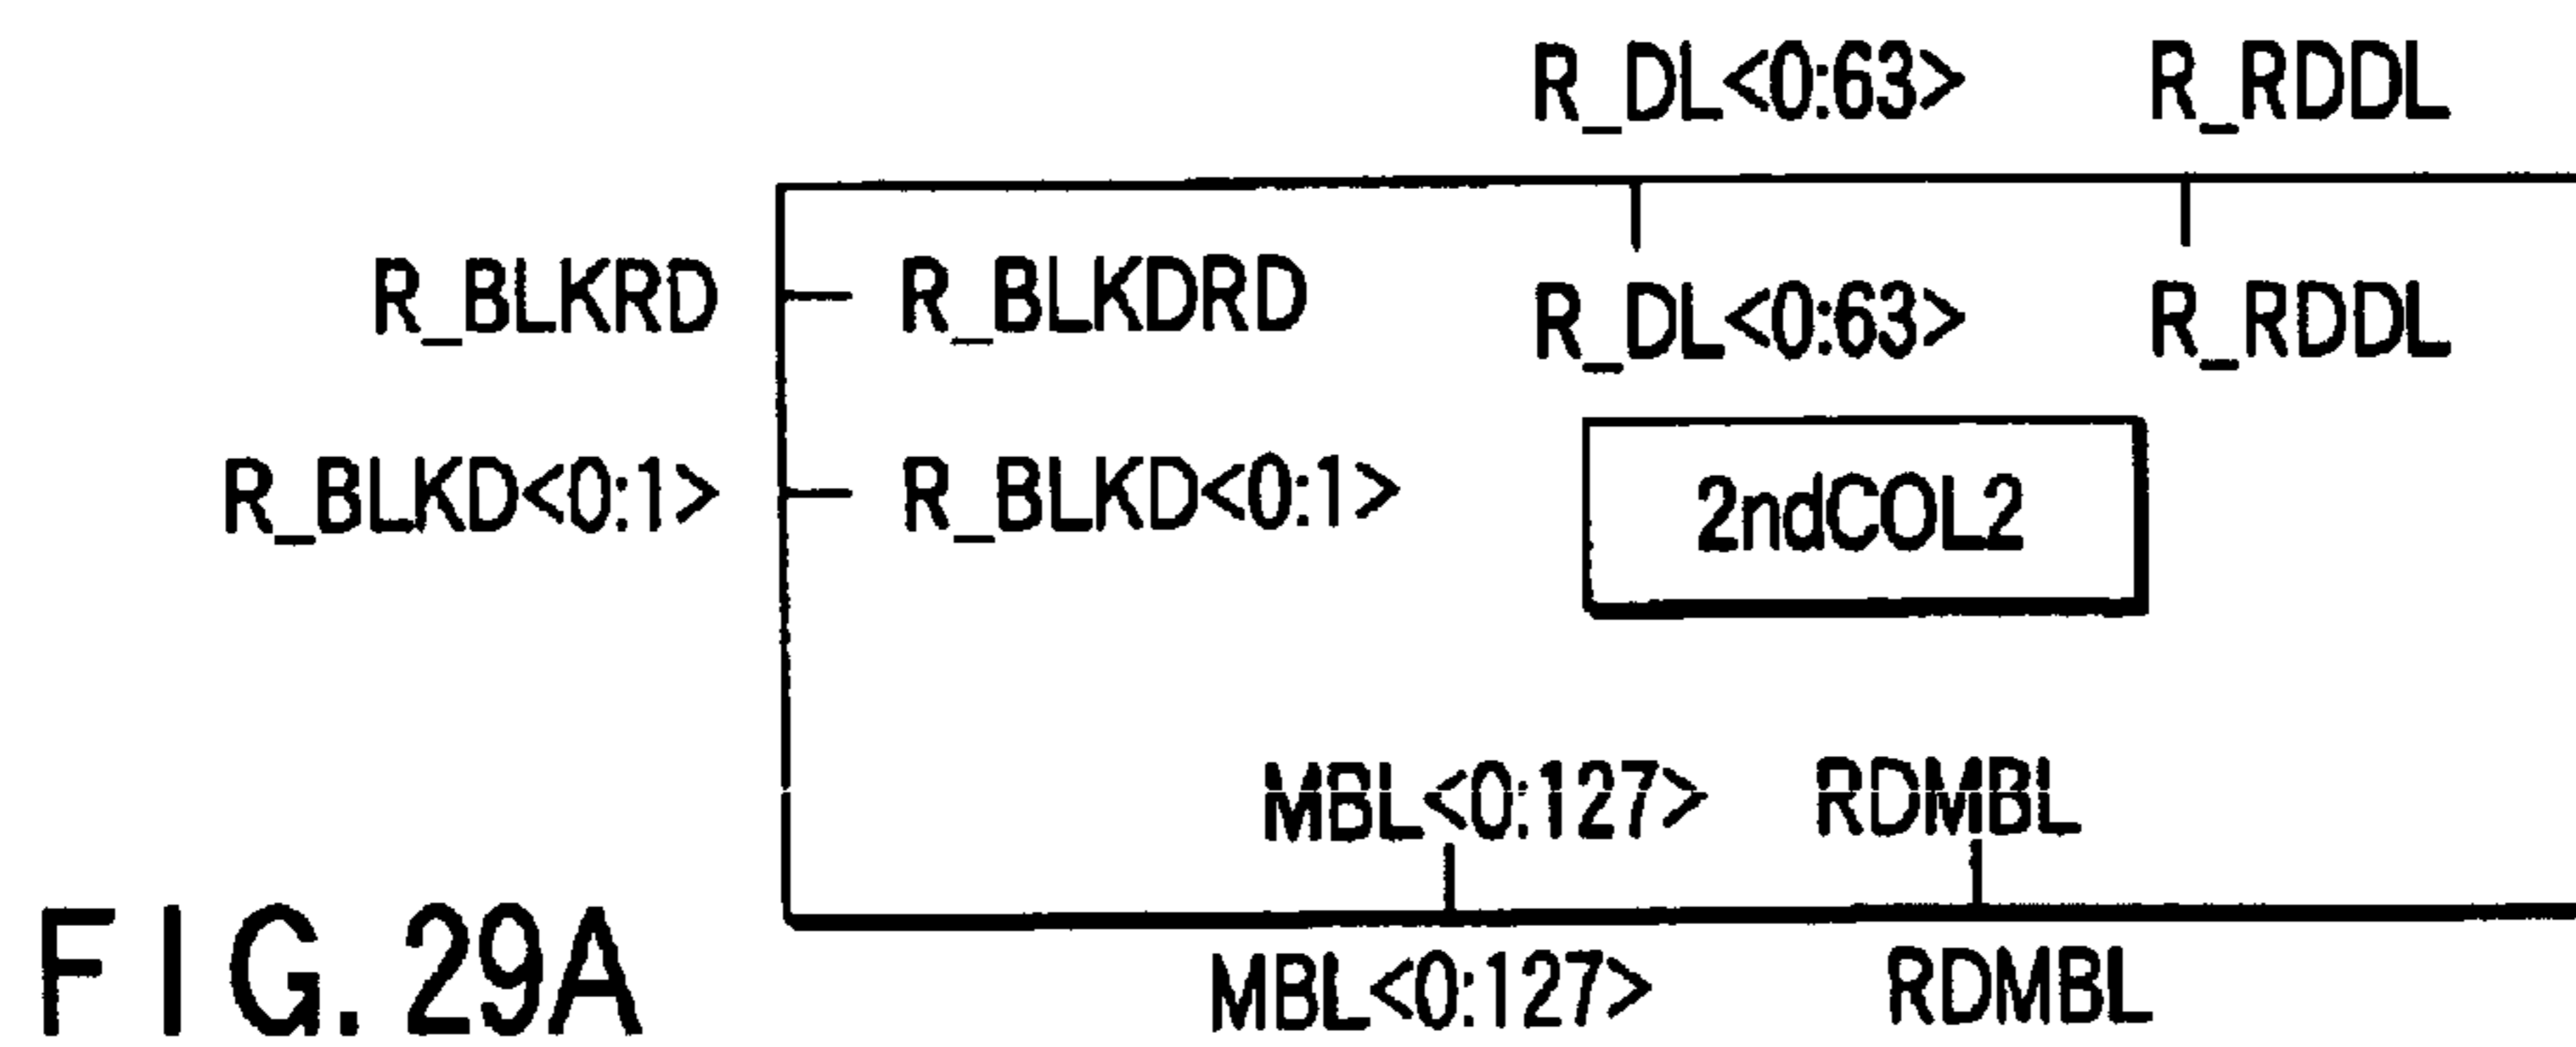 R_DL<0:63> R_RDDL
R_BLKRD R_BLKDRD R_DL<0:63> R_RDDL
R_BLKD<0:1> R_BLKD<0:1> 2ndCOL2
MBL<0:127> RDMBL
MBL<0:127> RDMBL
FIG. 29A